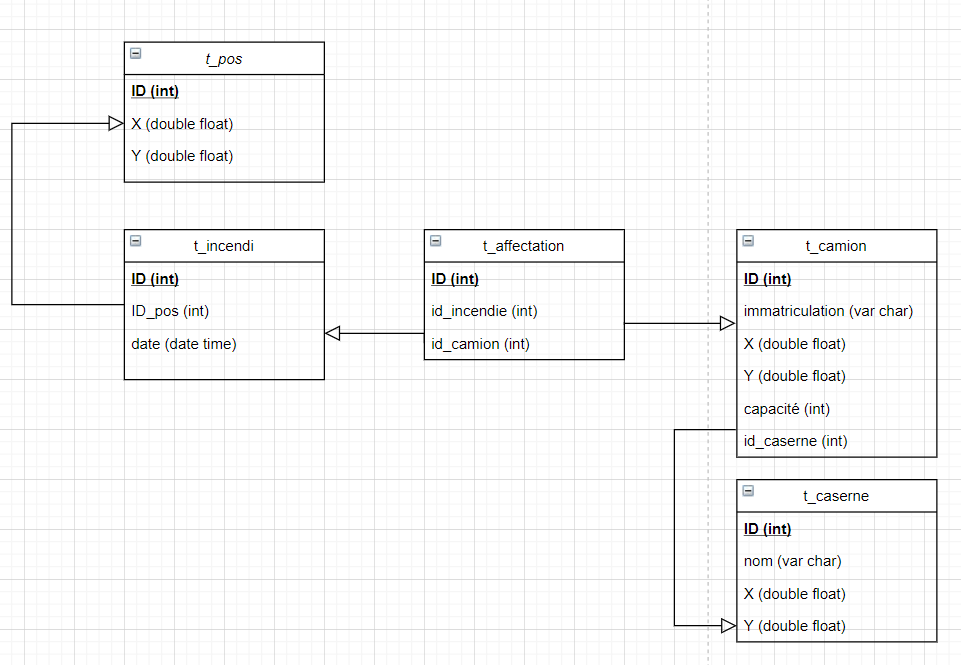 t_pos
ID (int)
X (double float)
Y (double float)
t_incendi
ID (int)
ID_pos (int)
date (date time)
t_affectation
ID (int)
id_incendie (int)
id_camion (int)
t_camion
ID (int)
immatriculation (var char)
X (double float)
Y (double float)
capacité (int)
id_caserne (int)
t_caserne
ID (int)
nom (var char)
X (double float)
Y (double float)